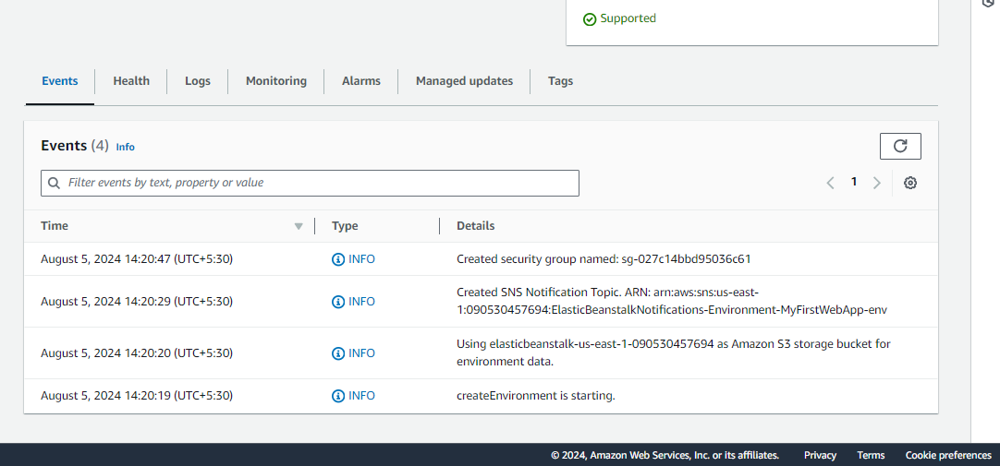 Supported
Events Health Logs Monitoring Alarms Managed updates Tags
Events (4) Info
Filter events by text, property or value
1
Time Type Details
August 5, 2024 14:20:47 (UTC+5:30) INFO Created security group named: sg-027c14bbd95036c61
August 5, 2024 14:20:29 (UTC+5:30) INFO Created SNS Notification Topic. ARN: arn:aws:sns:us-east-
1:090530457694:ElasticBeanstalkNotifications-Environment-MyFirstWebApp-env
August 5, 2024 14:20:20 (UTC+5:30) INFO Using elasticbeanstalk-us-east-1-090530457694 as Amazon S3 storage bucket for
environment data.
August 5, 2024 14:20:19 (UTC+5:30) INFO createEnvironment is starting.
© 2024, Amazon Web Services, Inc. or its affiliates. Privacy Terms Cookie preferences